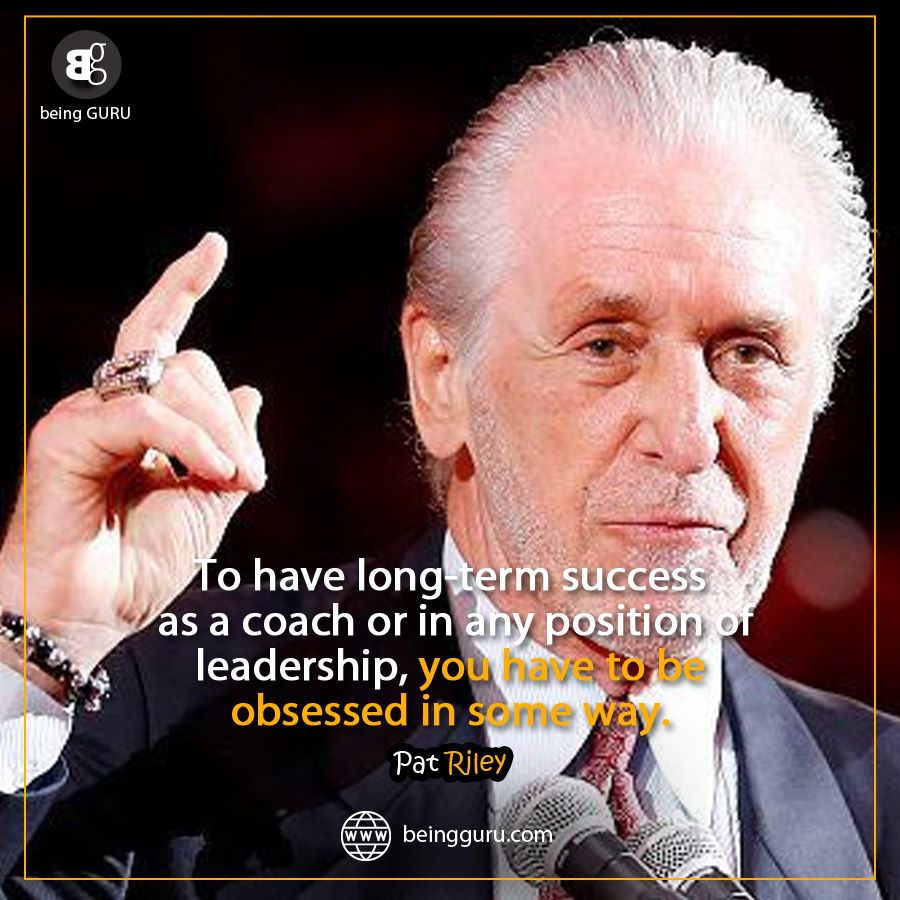 Bg
being GURU
To have long-term success
as a coach or in any position of
leadership, you have to be
obsessed in some way.
Pat Riley
www
beingguru.com